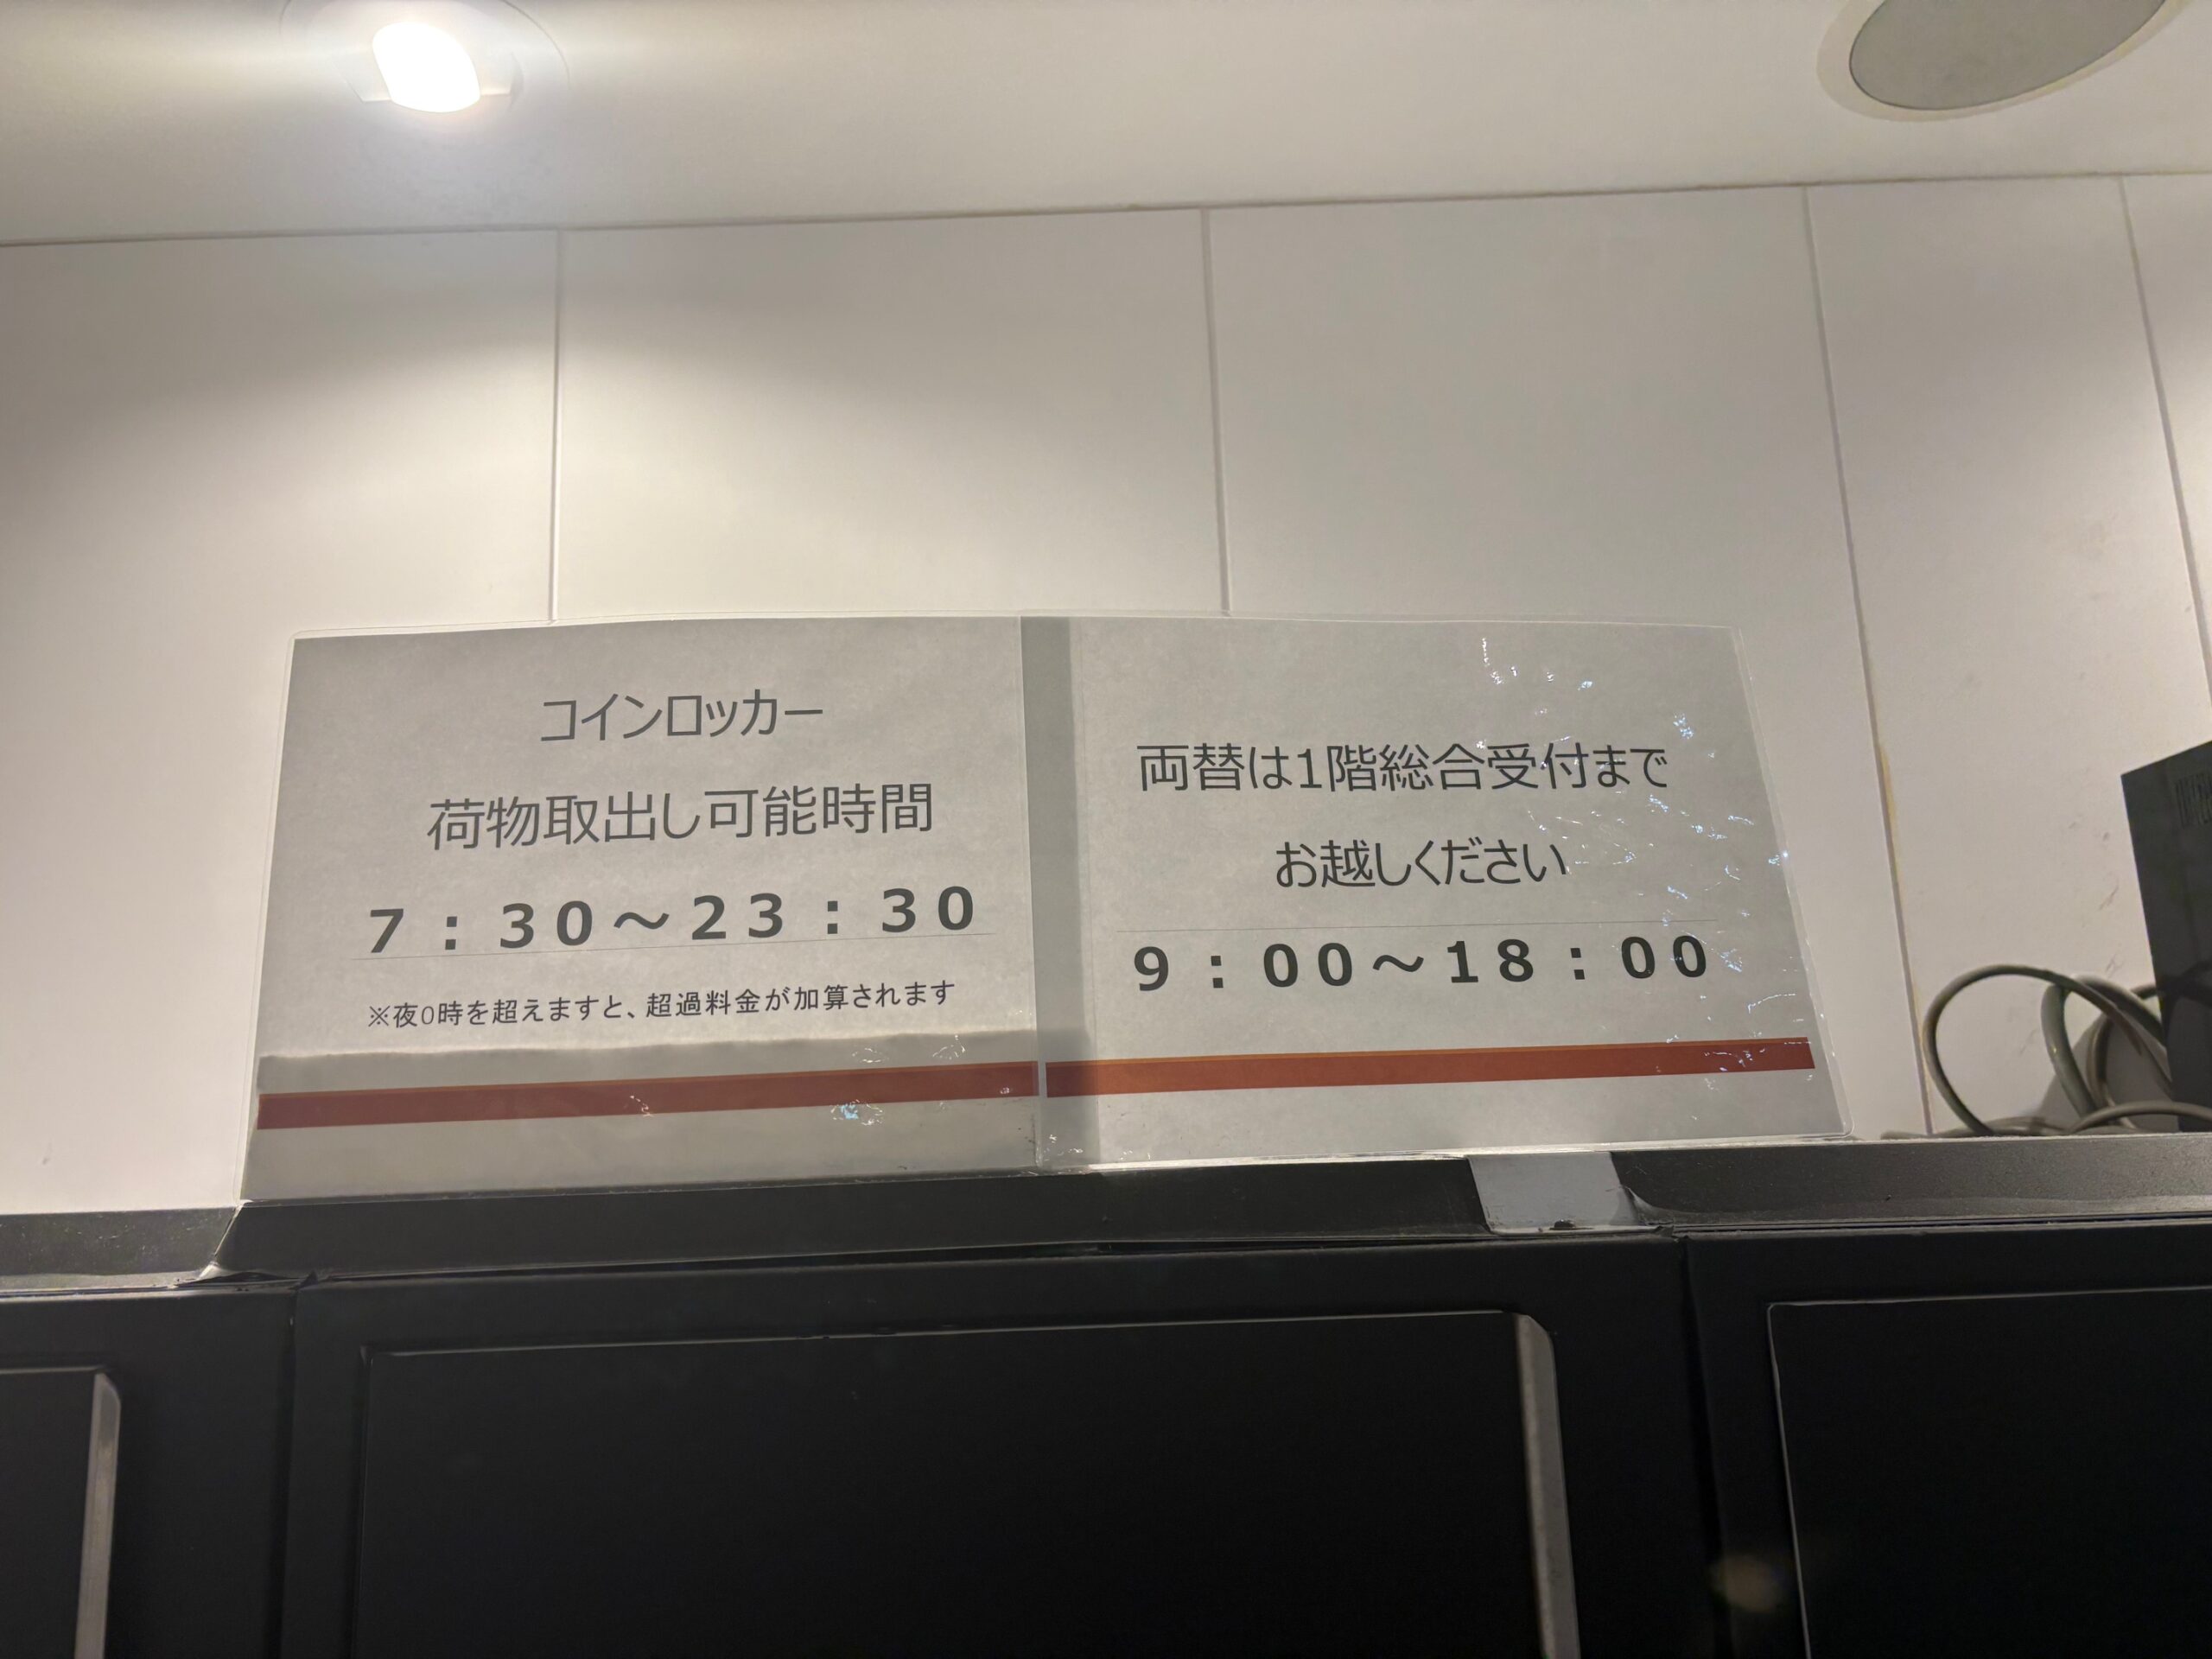 コインロッカー
荷物取出し可能時間
7：30～23：30
※夜0時を超えますと、超過料金が加算されます
両替は1階総合受付まで
お越しください
9：00～18：00